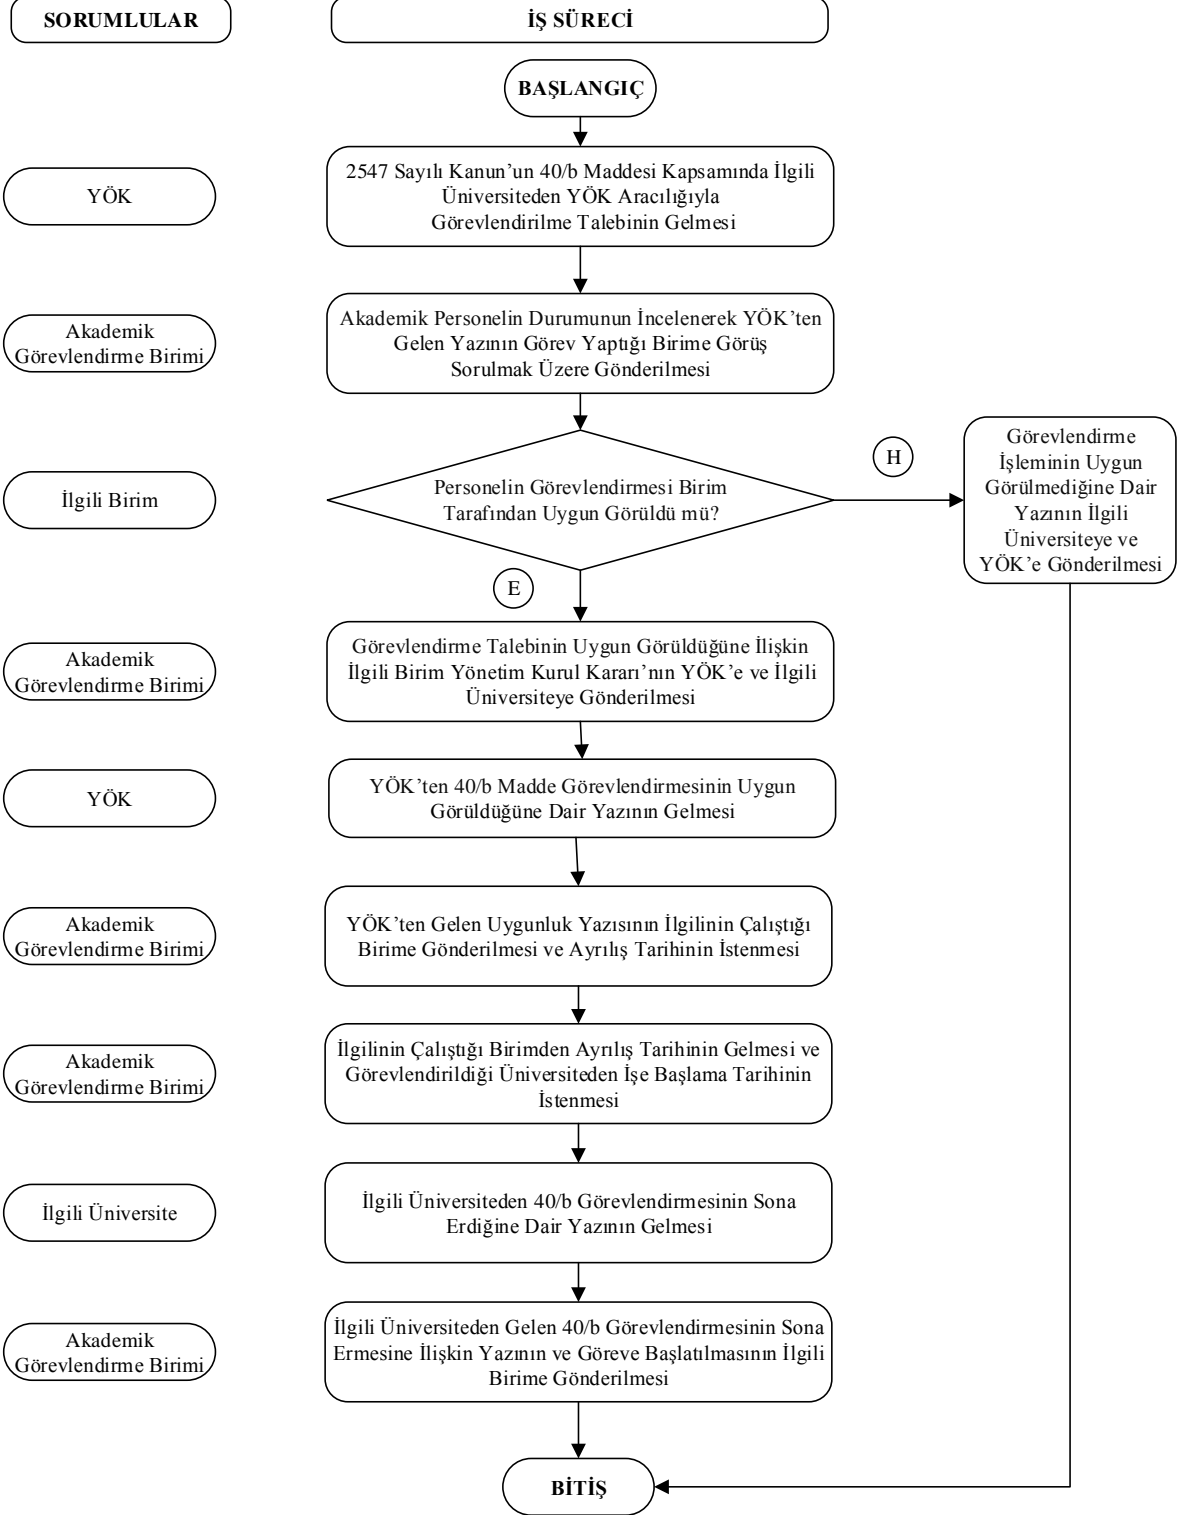 SORUMLULAR
İŞ SÜRECİ
BAŞLANGIÇ
YÖK
2547 Sayılı Kanun’un 40/b Maddesi Kapsamında İlgili
Üniversiteden YÖK Aracılığıyla
Görevlendirilme Talebinin Gelmesi
Akademik
Görevlendirme Birimi
Akademik Personelin Durumunun İncelenerek YÖK’ten
Gelen Yazının Görev Yaptığı Birime Görüş
Sorulmak Üzere Gönderilmesi
İlgili Birim
Personelin Görevlendirmesi Birim
Tarafından Uygun Görüldü mü?
H
Görevlendirme
İşleminin Uygun
Görülmediğine Dair
Yazının İlgili
Üniversiteye ve
YÖK’e Gönderilmesi
E
Akademik
Görevlendirme Birimi
Görevlendirme Talebinin Uygun Görüldüğüne İlişkin
İlgili Birim Yönetim Kurul Kararı’nın YÖK’e ve İlgili
Üniversiteye Gönderilmesi
YÖK
YÖK’ten 40/b Madde Görevlendirmesinin Uygun
Görüldüğüne Dair Yazının Gelmesi
Akademik
Görevlendirme Birimi
YÖK’ten Gelen Uygunluk Yazısının İlgilinin Çalıştığı
Birime Gönderilmesi ve Ayrılış Tarihinin İstenmesi
Akademik
Görevlendirme Birimi
İlgilinin Çalıştığı Birimden Ayrılış Tarihinin Gelmesi ve
Görevlendirildiği Üniversiteden İşe Başlama Tarihinin
İstenmesi
İlgili Üniversite
İlgili Üniversiteden 40/b Görevlendirmesinin Sona
Erdiğine Dair Yazının Gelmesi
Akademik
Görevlendirme Birimi
İlgili Üniversiteden Gelen 40/b Görevlendirmesinin Sona
Ermesine İlişkin Yazının ve Göreve Başlatılmasının İlgili
Birime Gönderilmesi
BİTİŞ